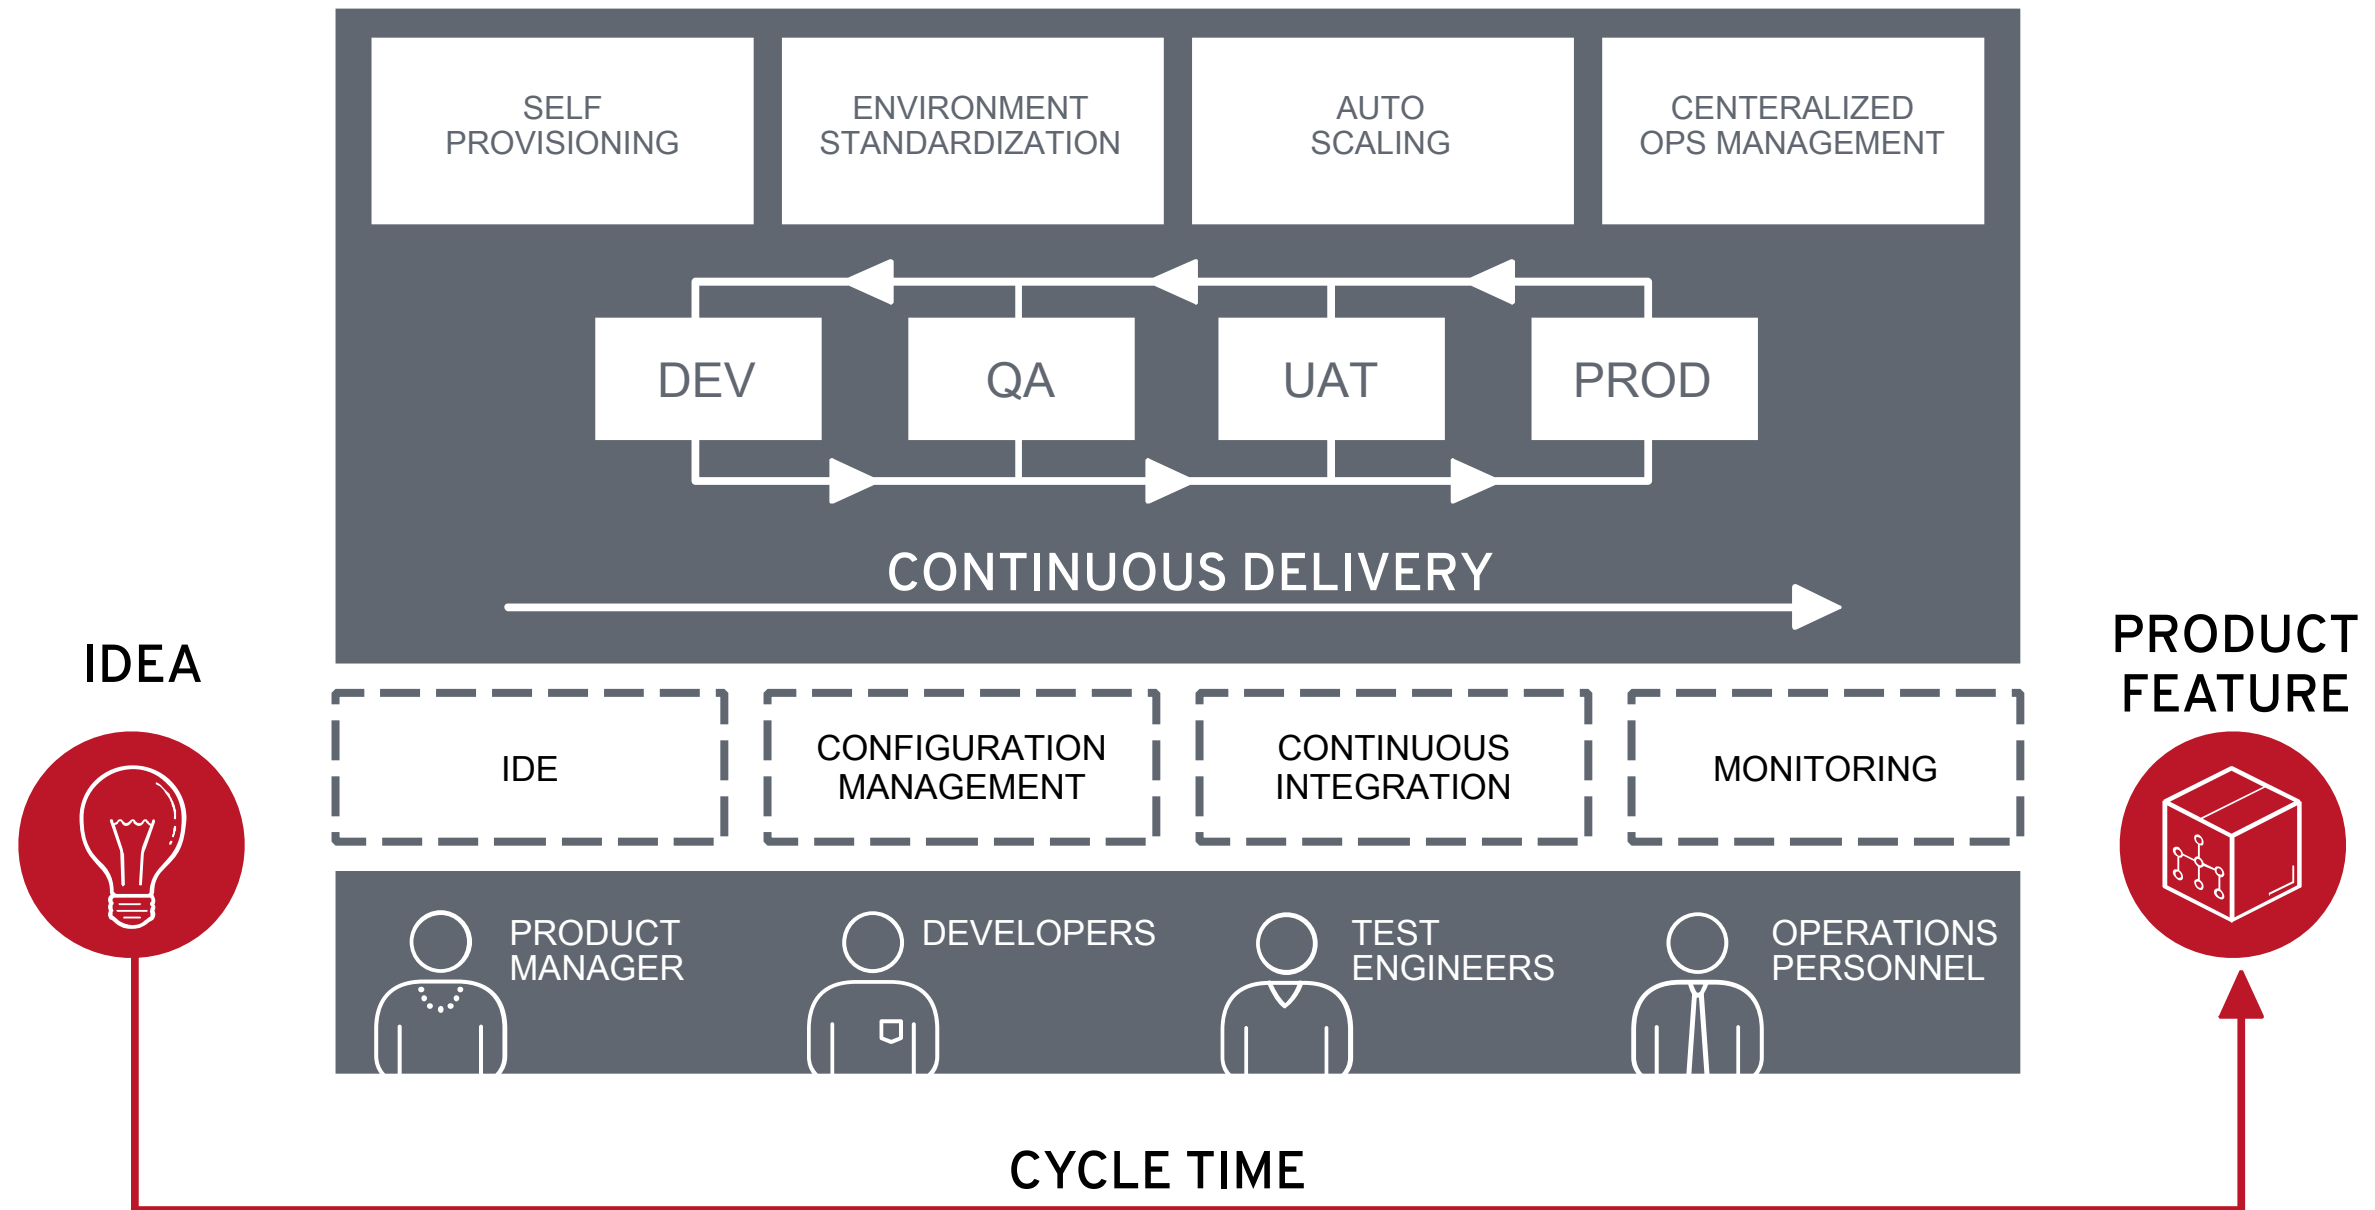 SELF
PROVISIONING
ENVIRONMENT
STANDARDIZATION
AUTO
SCALING
CENTERALIZED
OPS MANAGEMENT
DEV
QA
UAT
PROD
CONTINUOUS DELIVERY
IDEA
PRODUCT
FEATURE
IDE
CONFIGURATION
MANAGEMENT
CONTINUOUS
INTEGRATION
MONITORING
PRODUCT
MANAGER
DEVELOPERS
TEST
ENGINEERS
OPERATIONS
PERSONNEL
CYCLE TIME